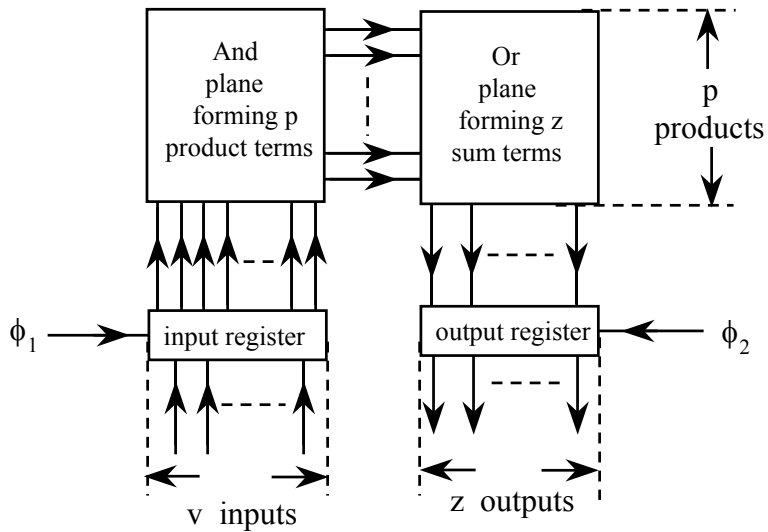 And
plane
forming p
product terms
Or
plane
forming z
sum terms
p
products
ϕ1
input register
output register
ϕ2
v inputs
z outputs